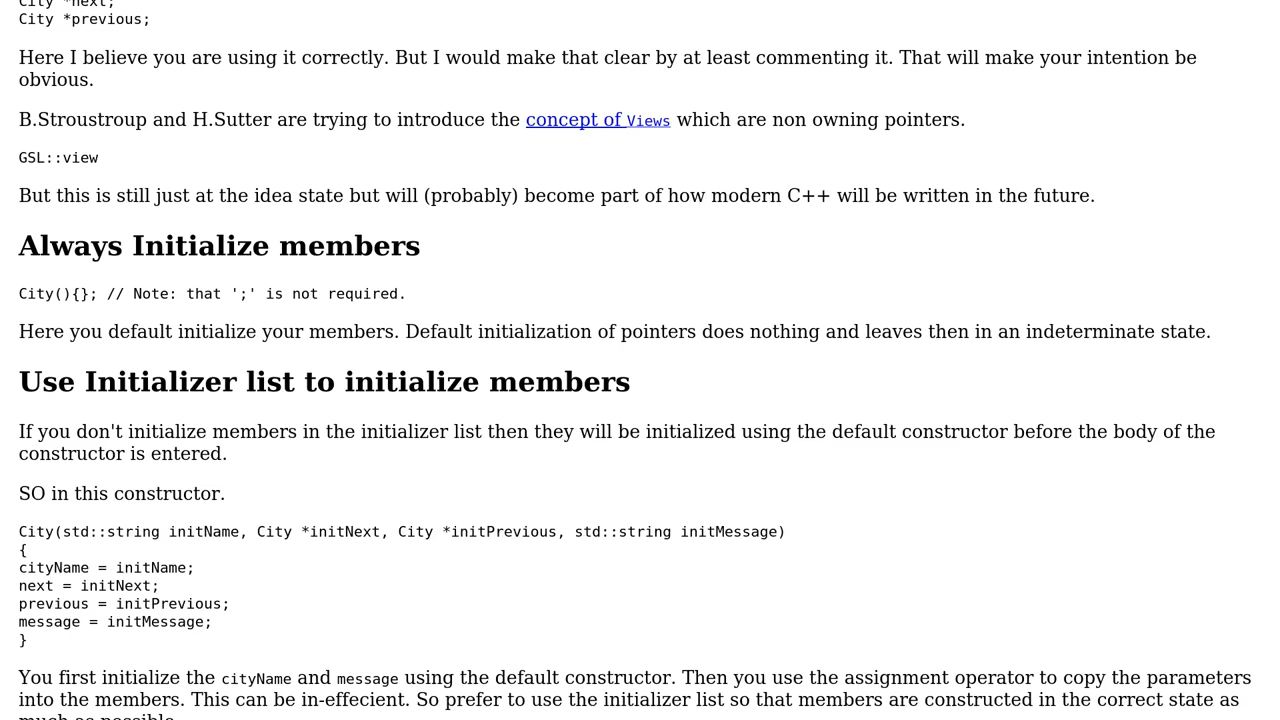 City *next;
City *previous;
Here I believe you are using it correctly. But I would make that clear by at least commenting it. That will make your intention be
obvious.
B.Stroustroup and H.Sutter are trying to introduce the concept of Views which are non owning pointers.
GSL::view
But this is still just at the idea state but will (probably) become part of how modern C++ will be written in the future.
Always Initialize members
City(){}; // Note: that ';' is not required.
Here you default initialize your members. Default initialization of pointers does nothing and leaves then in an indeterminate state.
Use Initializer list to initialize members
If you don't initialize members in the initializer list then they will be initialized using the default constructor before the body of the
constructor is entered.
SO in this constructor.
City(std::string initName, City *initNext, City *initPrevious, std::string initMessage)
{
cityName = initName;
next = initNext;
previous = initPrevious;
message = initMessage;
}
You first initialize the cityName and message using the default constructor. Then you use the assignment operator to copy the parameters
into the members. This can be in-effecient. So prefer to use the initializer list so that members are constructed in the correct state as
much as possible.